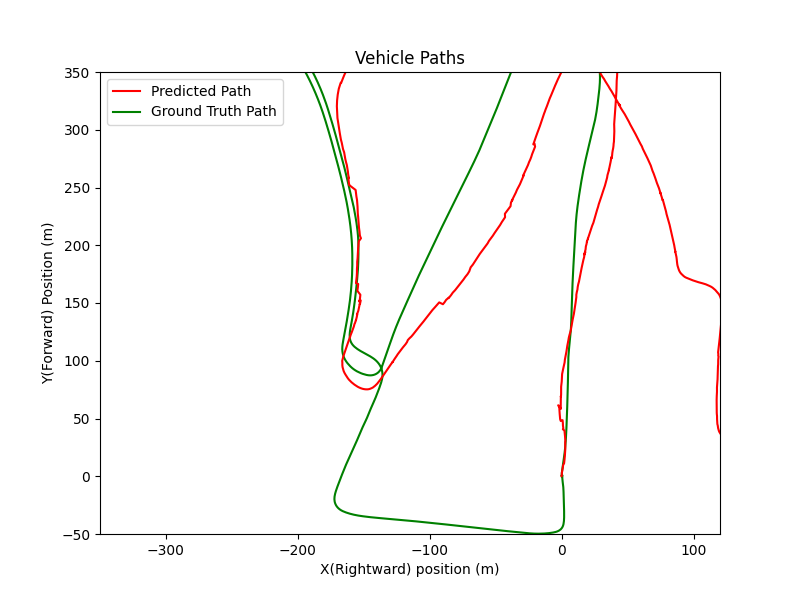 Vehicle Paths
Predicted Path
Ground Truth Path
Y(Forward) Position (m)
350
300
250
200
150
100
50
0
−50
−300
−200
−100
0
100
X(Rightward) position (m)